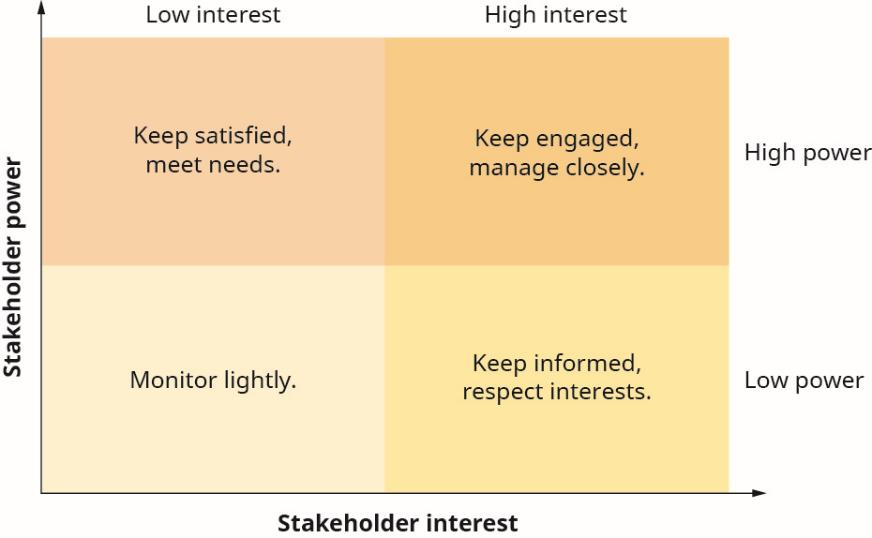 Low interest
High interest
Keep satisfied,
meet needs.
Keep engaged,
manage closely.
High power
Stakeholder power
Monitor lightly.
Keep informed,
respect interests.
Low power
Stakeholder interest